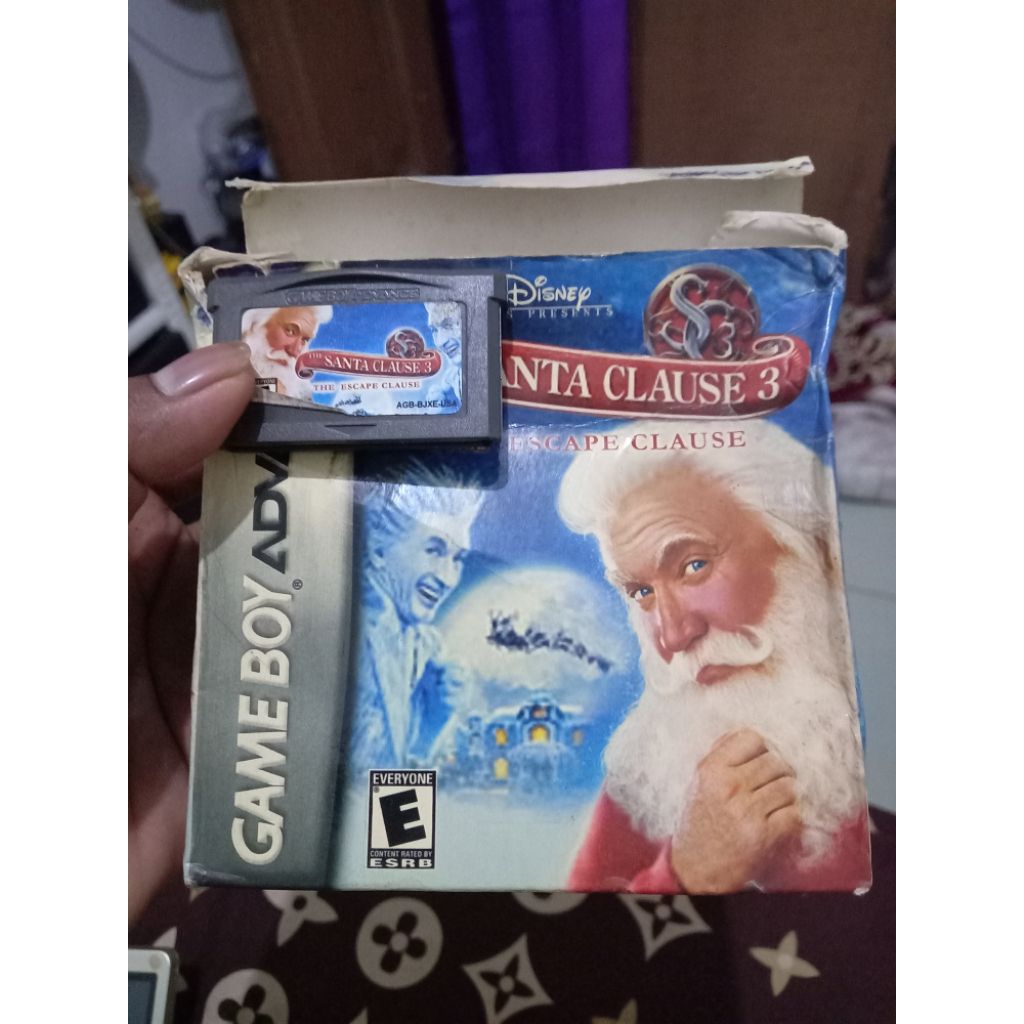 GAME BOY ADVANCE
THE
SANTA CLAUSE 3
THE ESCAPE CLAUSE
AGB-BJXE-USA
DISNEY
PRESENTS
ANTA CLAUSE 3
ESCAPE CLAUSE
GAME BOY ADV
®
EVERYONE
E
CONTENT RATED BY
ESRB